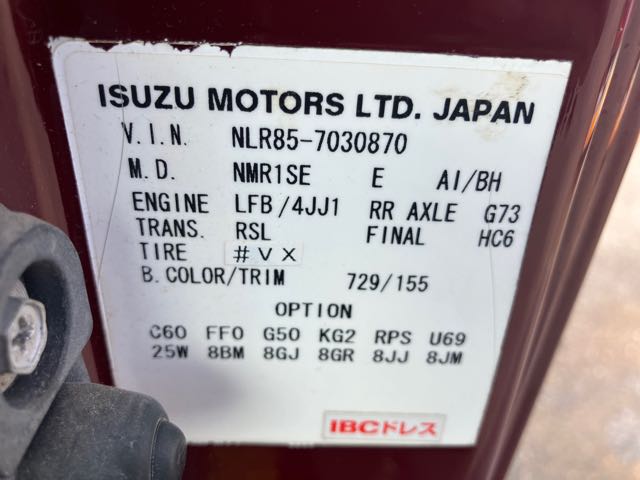 ISUZU MOTORS LTD. JAPAN
V.I.N. NLR85-7030870
M.D. NMR1SE E AI/BH
ENGINE LFB/4JJ1 RR AXLE G73
TRANS. RSL FINAL HC6
TIRE #VX
B.COLOR/TRIM 729/155
OPTION
C60 FF0 G50 KG2 RPS U69
25W 8BM 8GJ 8GR 8JJ 8JM
IBCドレス